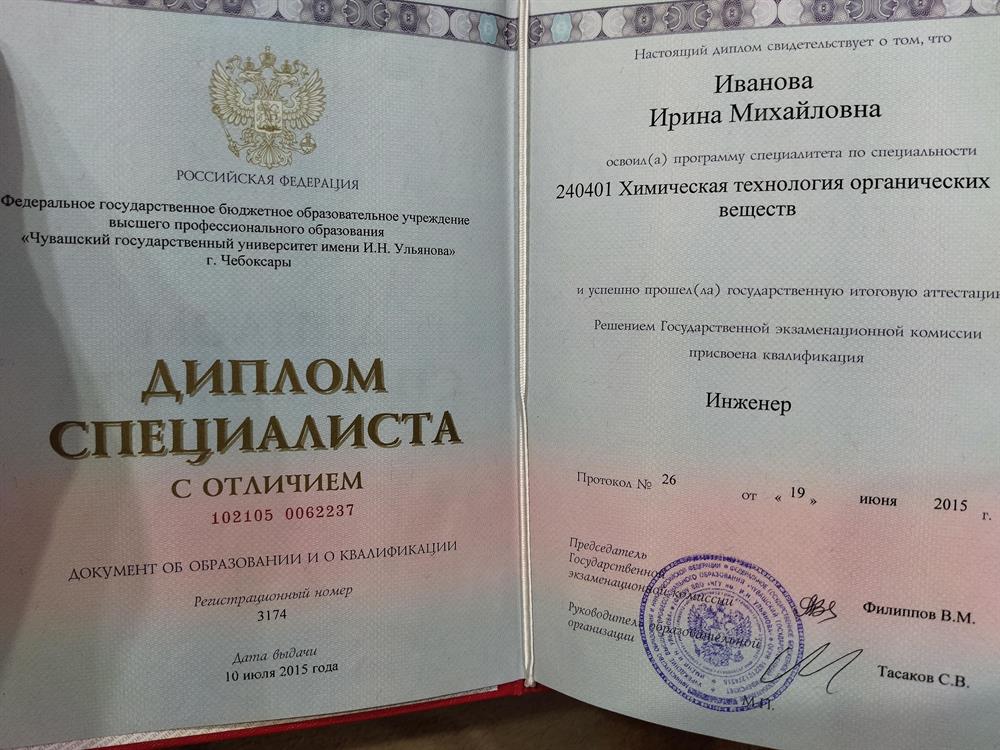 РОССИЙСКАЯ ФЕДЕРАЦИЯ
Федеральное государственное бюджетное образовательное учреждение
высшего профессионального образования
«Чувашский государственный университет имени И.Н. Ульянова»
г. Чебоксары
ДИПЛОМ
СПЕЦИАЛИСТА
С ОТЛИЧИЕМ
102105 0062237
ДОКУМЕНТ ОБ ОБРАЗОВАНИИ И О КВАЛИФИКАЦИИ
Регистрационный номер
3174
Дата выдачи
10 июля 2015 года
Настоящий диплом свидетельствует о том, что
Иванова
Ирина Михайловна
освоил(а) программу специалитета по специальности
240401 Химическая технология органических
веществ
и успешно прошел(ла) государственную итоговую аттестаци
Решением Государственной экзаменационной комиссии
присвоена квалификация
Инженер
Протокол № 26 от « 19 » июня 2015 г.
Председатель
Государственной
экзаменационной комиссии
Филиппов В.М.
Руководитель образовательной
организации
Тасаков С.В.
М.П.